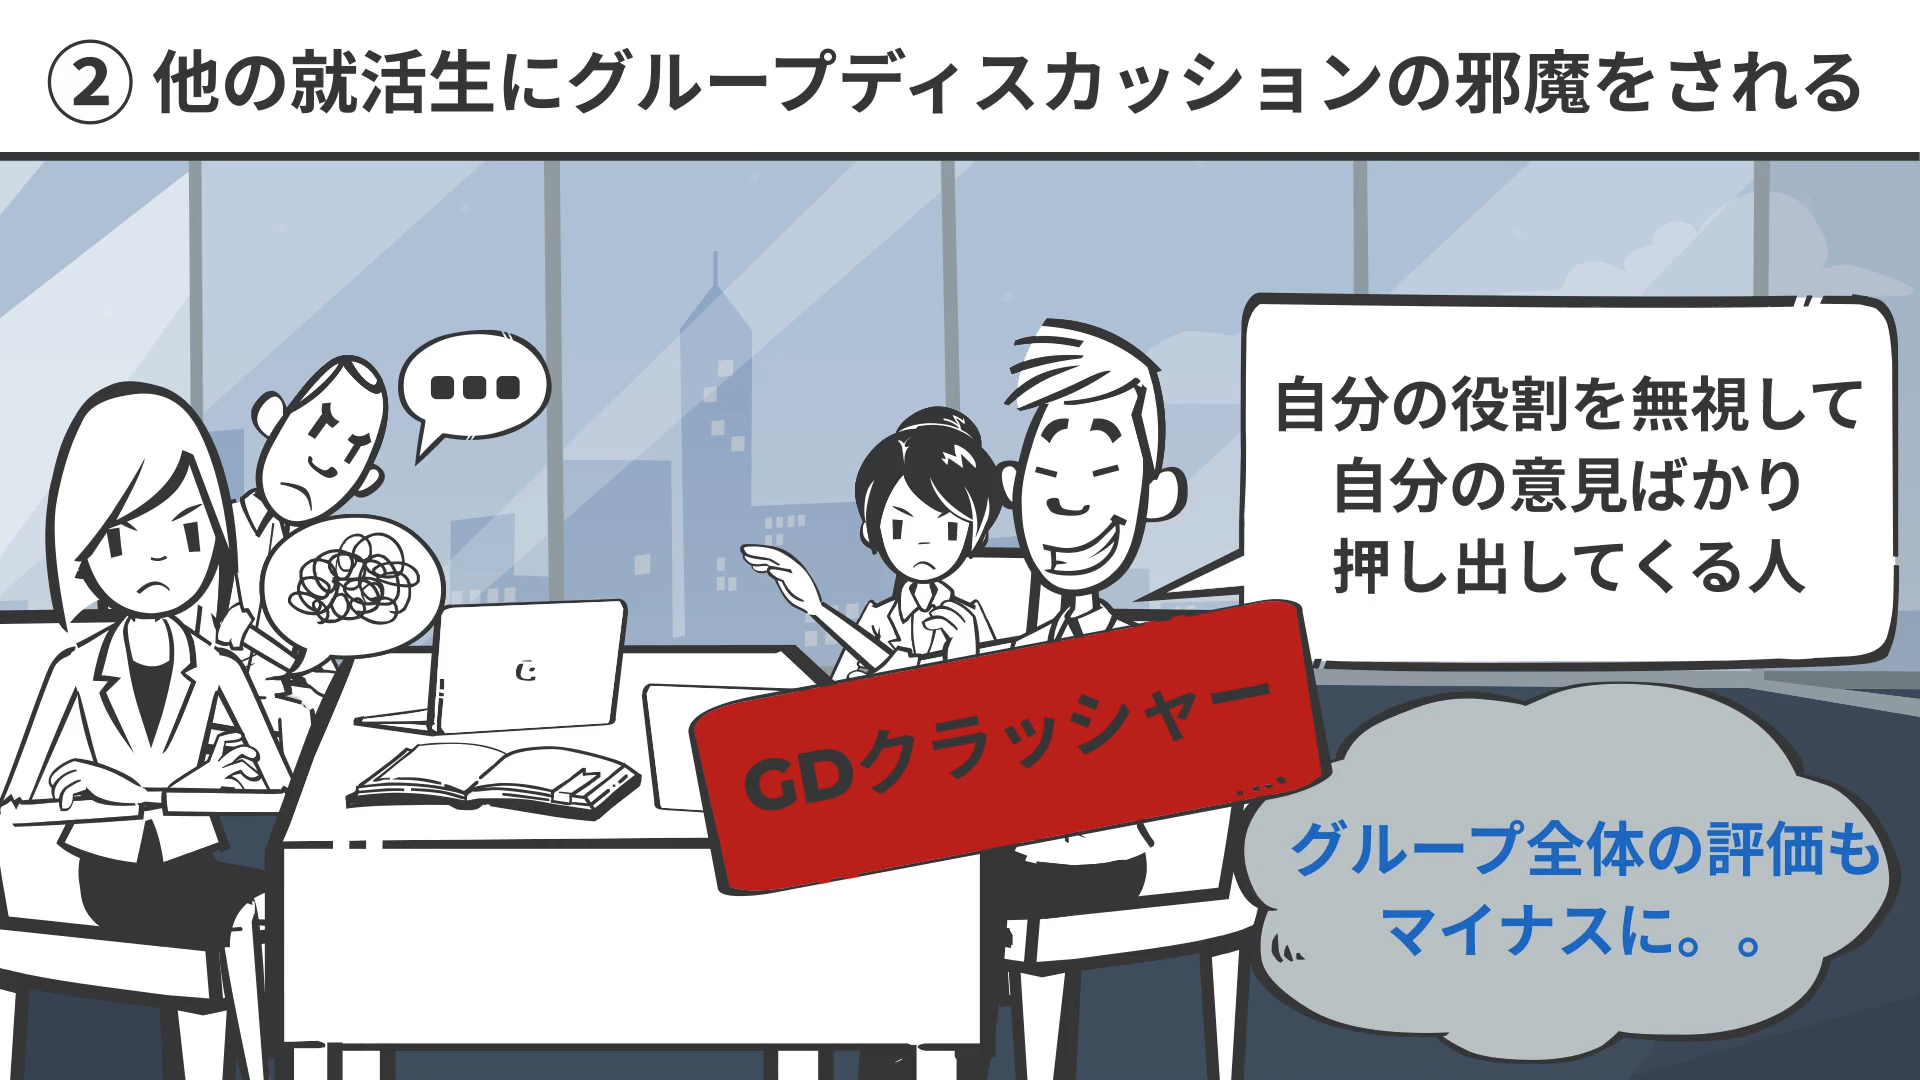 ② 他の就活生にグループディスカッションの邪魔をされる
自分の役割を無視して
自分の意見ばかり
押し出してくる人
GDクラッシャー
グループ全体の評価も
マイナスに。。